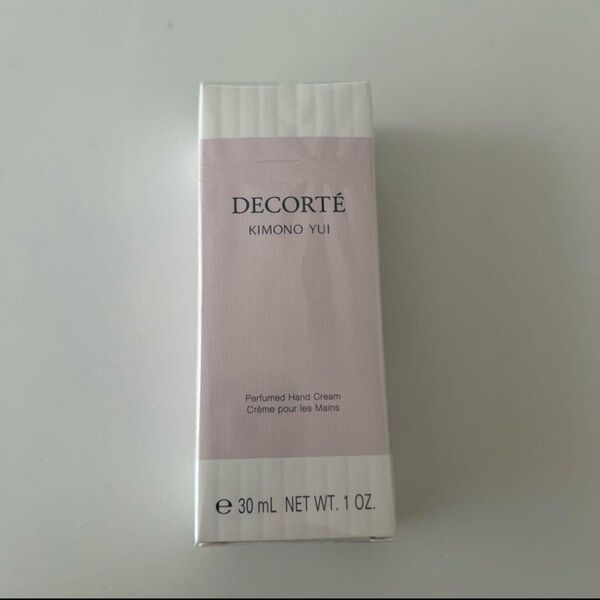 DECORTÉ
KIMONO YUI
Perfumed Hand Cream
Crème pour les Mains
℮ 30 mL NET WT. 1 OZ.